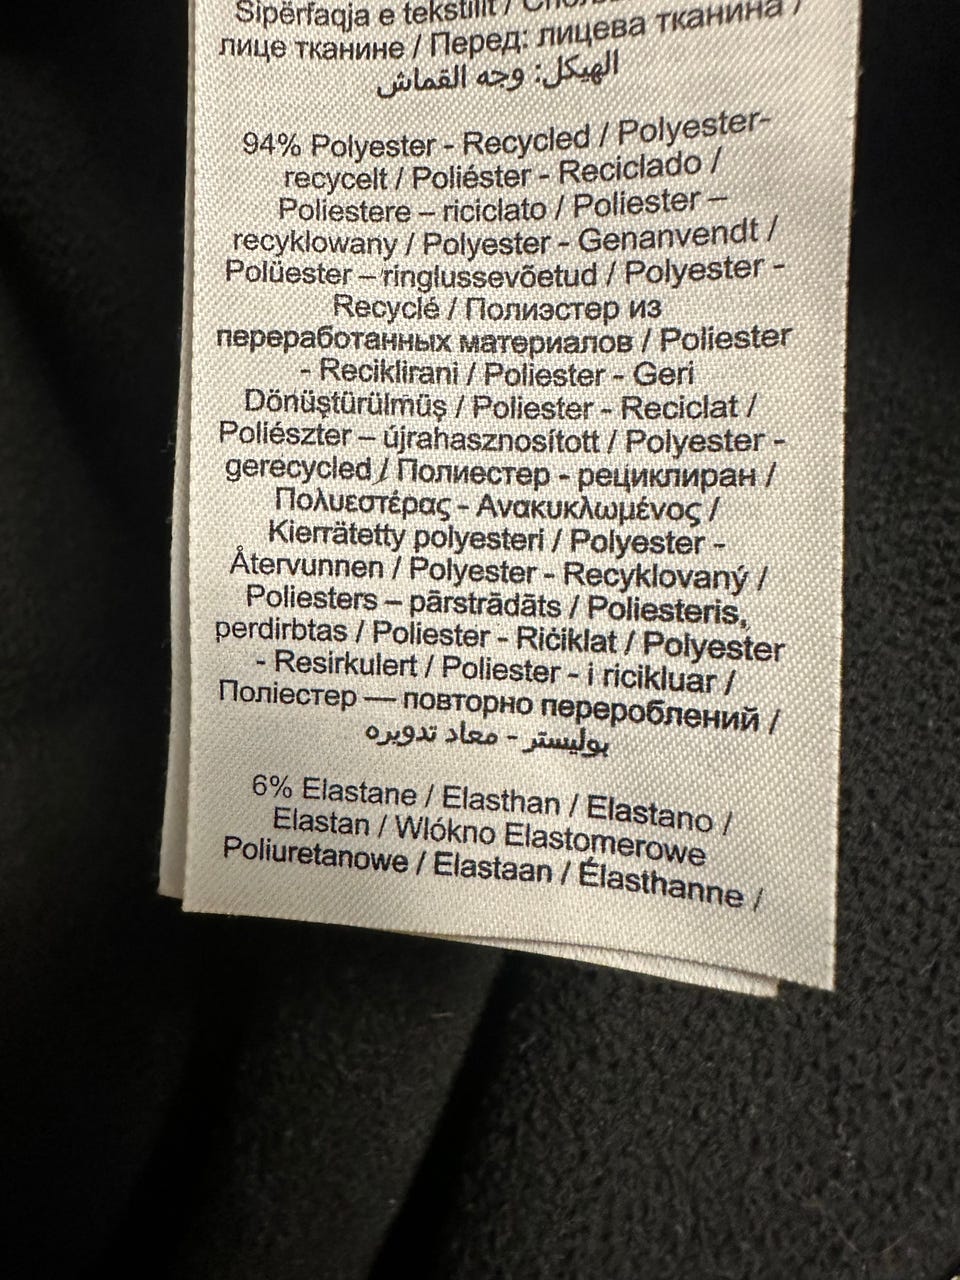 Sipërfaqja e tekstilit /
лице тканине / Перед: лицева тканина /
الهيكل: وجه القماش
94% Polyester - Recycled / Polyester-
recycelt / Poliéster - Reciclado /
Poliestere – riciclato / Poliester –
recyklowany / Polyester - Genanvendt /
Polüester – ringlussevõetud / Polyester -
Recyclé / Полиэстер из
переработанных материалов / Poliester
- Reciklirani / Poliester - Geri
Dönüştürülmüş / Poliester - Reciclat /
Poliészter – újrahasznosított / Polyester -
gerecycled / Полиестер - рециклиран /
Πολυεστέρας - Ανακυκλωμένος /
Kierrätetty polyesteri / Polyester -
Återvunnen / Polyester - Recyklovaný /
Poliesters – pārstrādāts / Poliesteris,
perdirbtas / Poliester - Riċiklat / Polyester
- Resirkulert / Poliester - i ricikluar /
Поліестер — повторно перероблений /
بوليستر - معاد تدويره
6% Elastane / Elasthan / Elastano /
Elastan / Wlókno Elastomerowe
Poliuretanowe / Elastaan / Élasthanne /